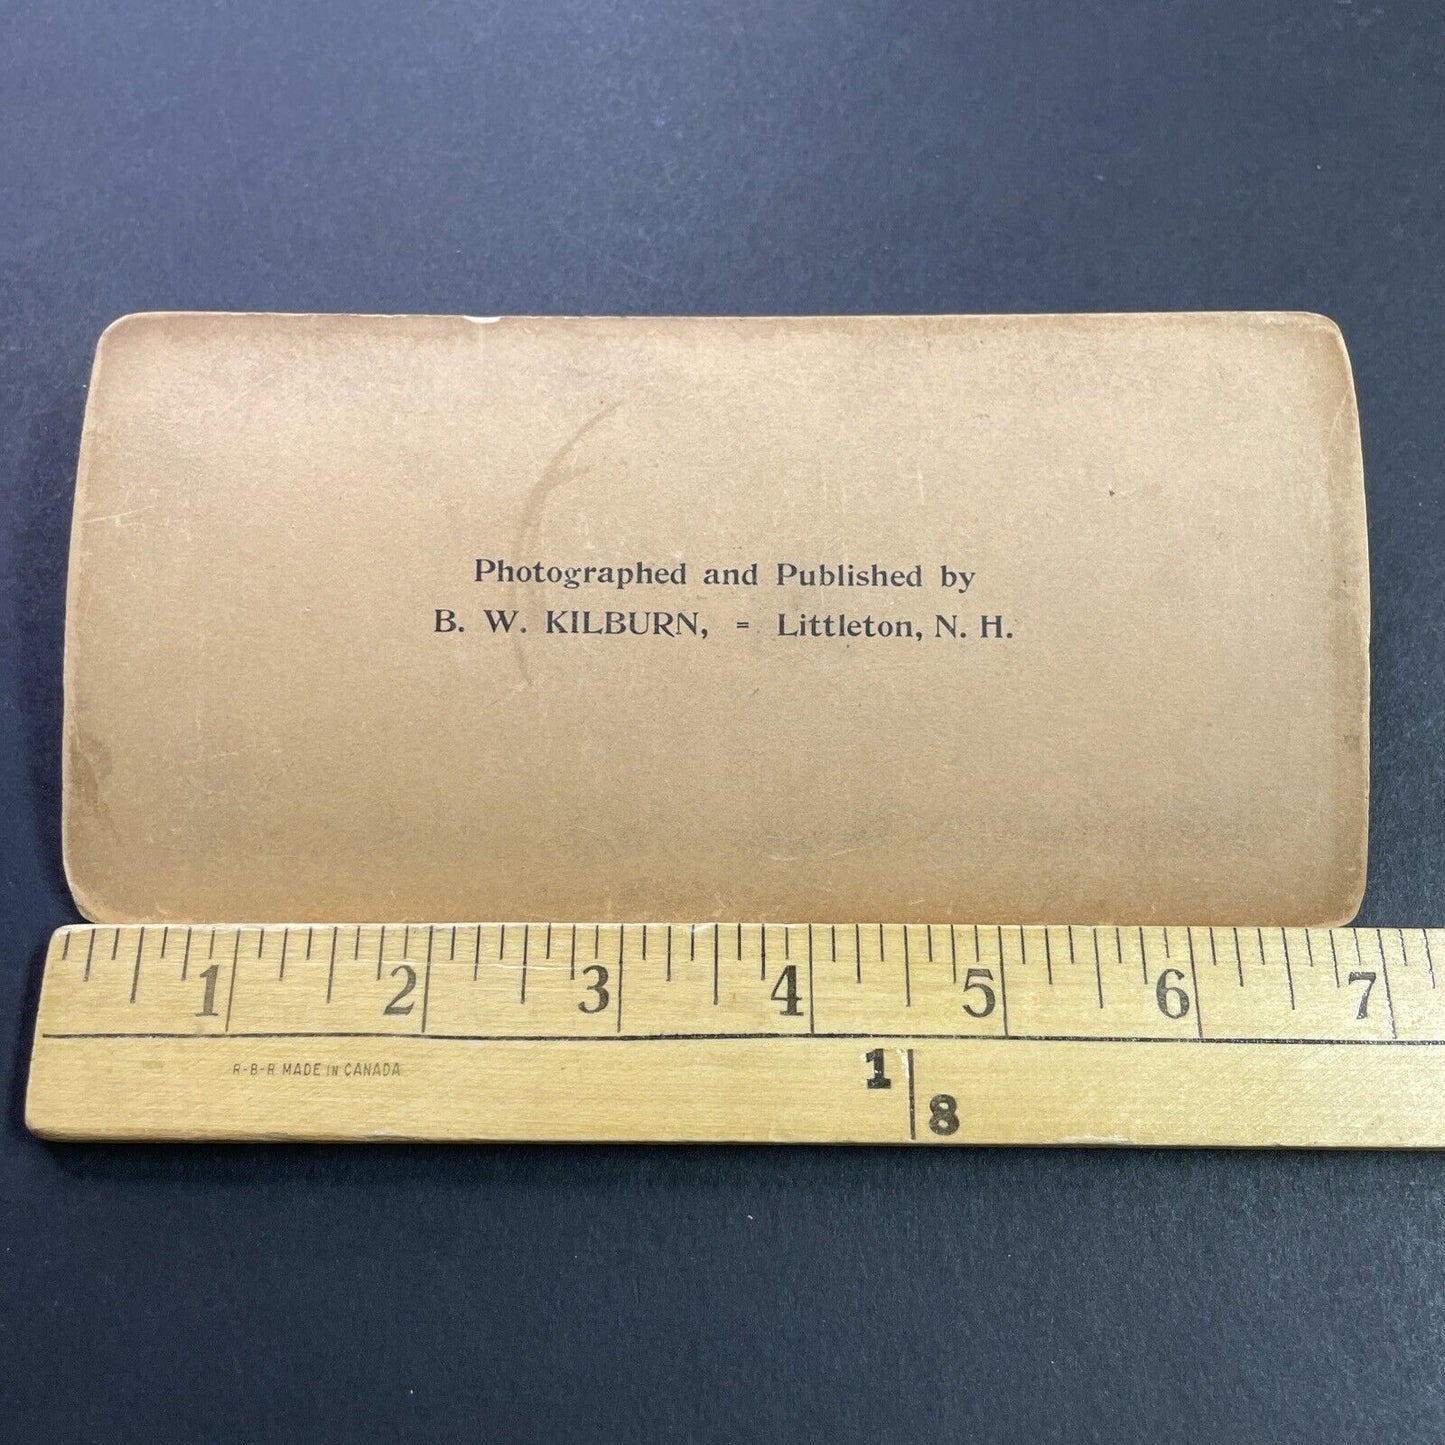 Photographed and Published by
B. W. KILBURN, = Littleton, N. H.
1 2 3 4 5 6 7
R-B-R MADE IN CANADA
1
8